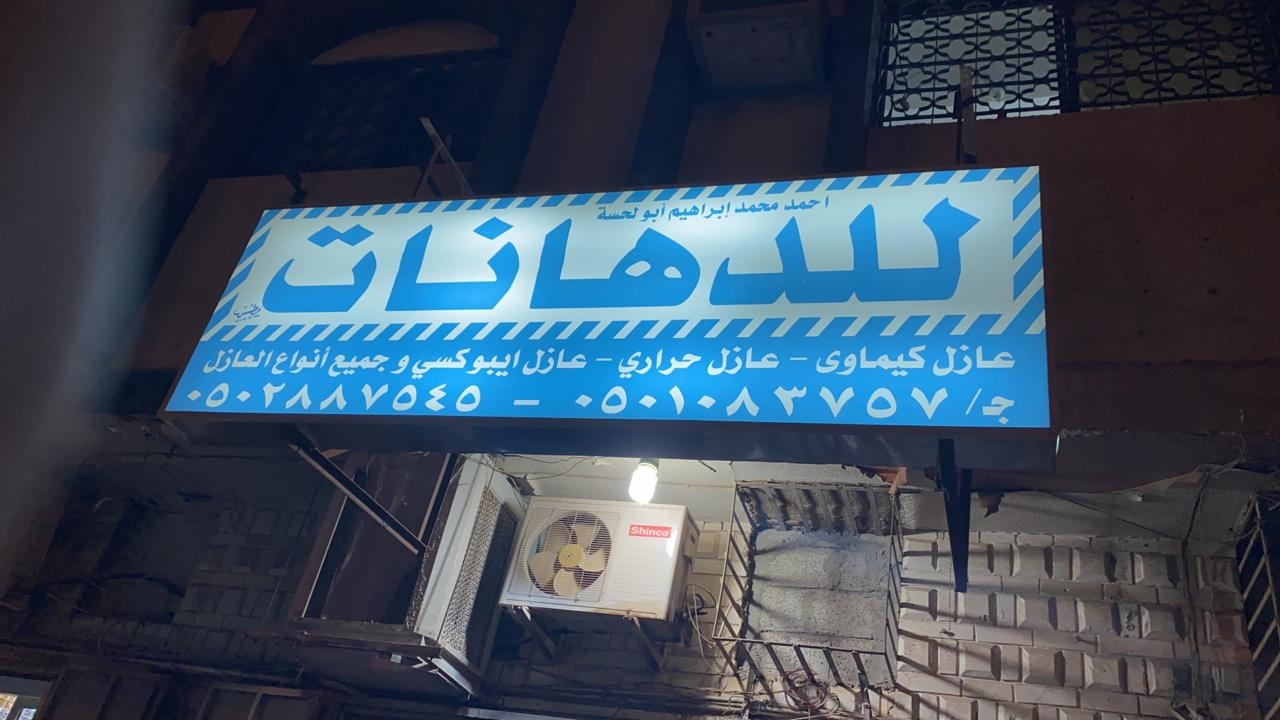 احمد محمد إبراهيم أبو لحسة
للدهانات
عازل كيماوى - عازل حراري - عازل ايبوكسي و جميع أنواع العازل
ج/ ٠٥٠١٠٨٣٧٥٧ - ٠٥٠٢٨٨٧٥٤٥
Shinco